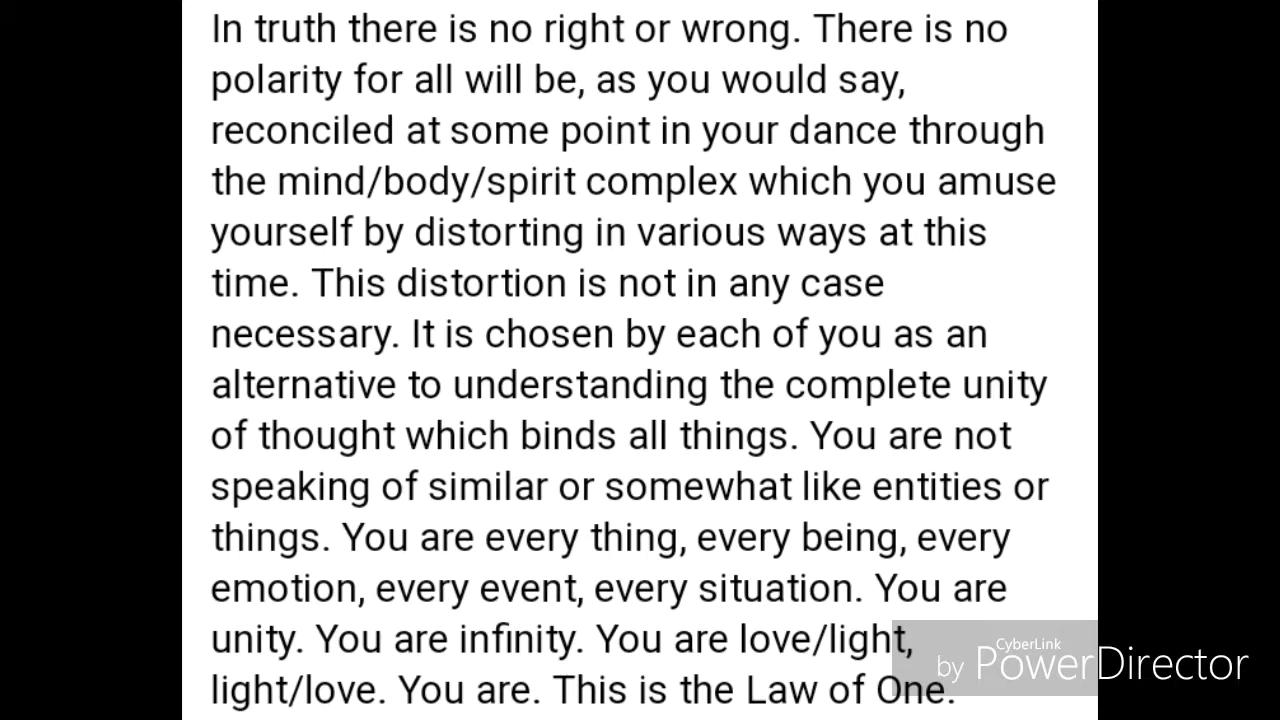 In truth there is no right or wrong. There is no
polarity for all will be, as you would say,
reconciled at some point in your dance through
the mind/body/spirit complex which you amuse
yourself by distorting in various ways at this
time. This distortion is not in any case
necessary. It is chosen by each of you as an
alternative to understanding the complete unity
of thought which binds all things. You are not
speaking of similar or somewhat like entities or
things. You are every thing, every being, every
emotion, every event, every situation. You are
unity. You are infinity. You are love/light,
light/love. You are. This is the Law of One.
CyberLink
by PowerDirector